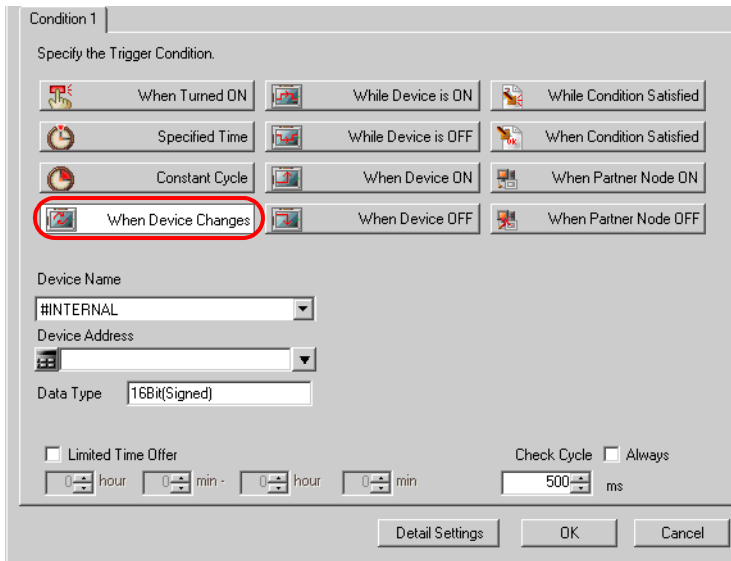 Condition 1
Specify the Trigger Condition.
When Turned ON While Device is ON While Condition Satisfied
Specified Time While Device is OFF When Condition Satisfied
Constant Cycle When Device ON When Partner Node ON
When Device Changes When Device OFF When Partner Node OFF
Device Name
#INTERNAL
Device Address
Data Type 16Bit(Signed)
Limited Time Offer Check Cycle Always
0 hour 0 min - 0 hour 0 min 500 ms
Detail Settings OK Cancel